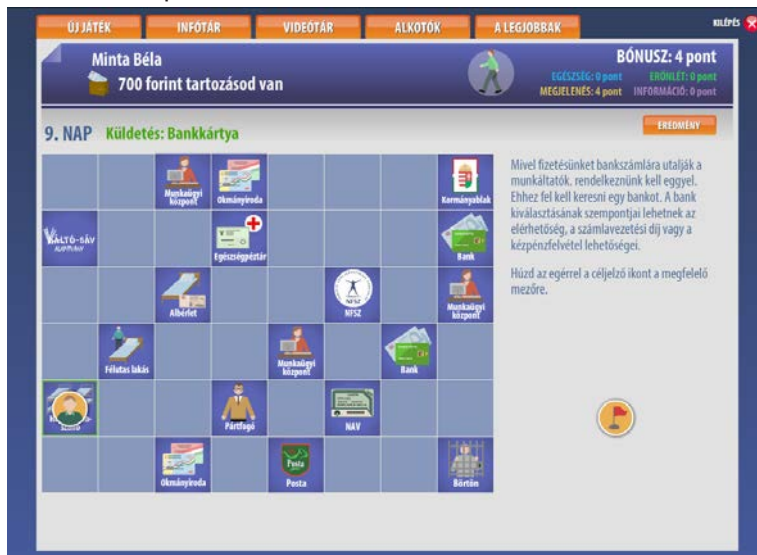 ÚJ JÁTÉK
INFÓTÁR
VIDEÓTÁR
ALKOTÓK
A LEGJOBBAK
KILÉPÉS
Minta Béla
700 forint tartozásod van
BÓNUSZ: 4 pont
EGÉSZSÉG: 0 pont
ERŐNLÉT: 0 pont
MEGJELENÉS: 4 pont
INFORMÁCIÓ: 0 pont
9. NAP
Küldetés: Bankkártya
EREDMÉNY
Munkaügyi
központ
Okmányiroda
Kormányablak
VÁLTÓ-SÁV
ALAPÍTVÁNY
Egészségpéztár
Bank
Albérlet
NFSZ
Munkaügyi
központ
Félutas lakás
Munkaügyi
központ
Bank
Pártfogó
NAV
Okmányiroda
Posta
Posta
Börtön
Mivel fizetésünket bankszámlára utalják a
munkáltatók, rendelkeznünk kell eggyel.
Ehhez fel kell keresni egy bankot. A bank
kiválasztásának szempontjai lehetnek az
elérhetőség, a számlavezetési díj vagy a
kézpénzfelvétel lehetőségei.
Húzd az egérrel a céljelző ikont a megfelelő
mezőre.